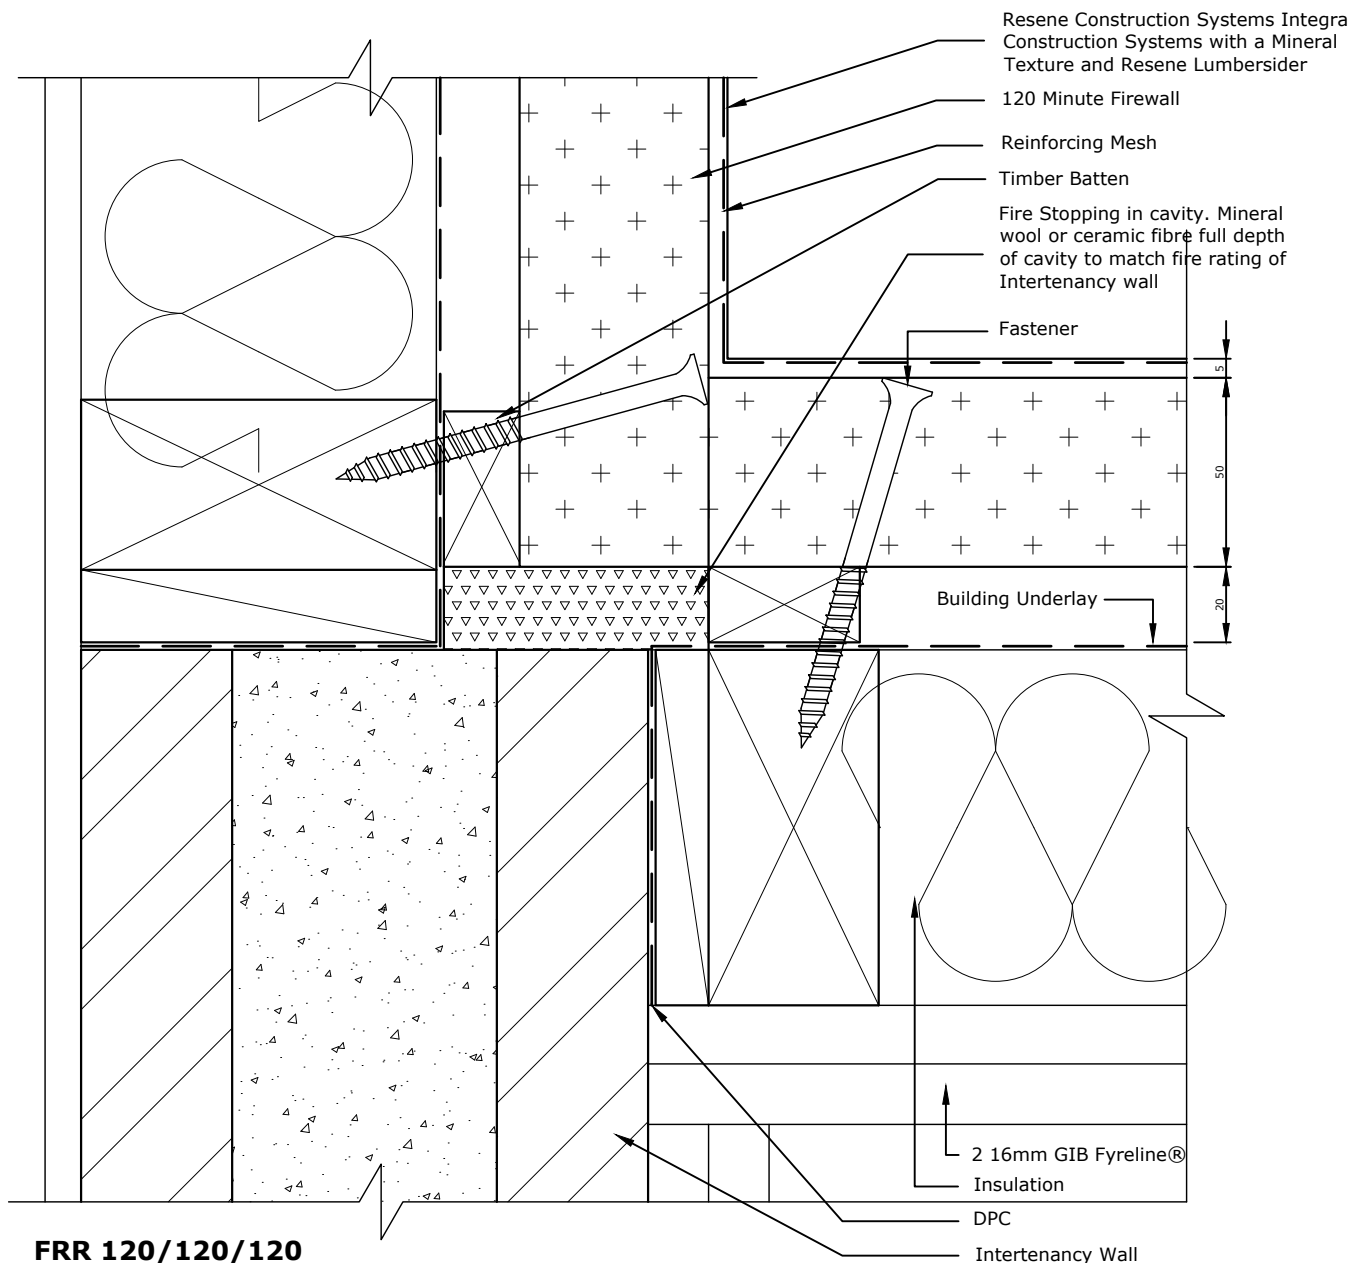 Resene Construction Systems Integra
Construction Systems with a Mineral
Texture and Resene Lumbersider
120 Minute Firewall
Reinforcing Mesh
Timber Batten
Fire Stopping in cavity. Mineral
wool or ceramic fibre full depth
of cavity to match fire rating of
Intertenancy wall
Fastener
5
50
20
Building Underlay
2 16mm GIB Fyreline®
Insulation
DPC
Intertenancy Wall
FRR 120/120/120